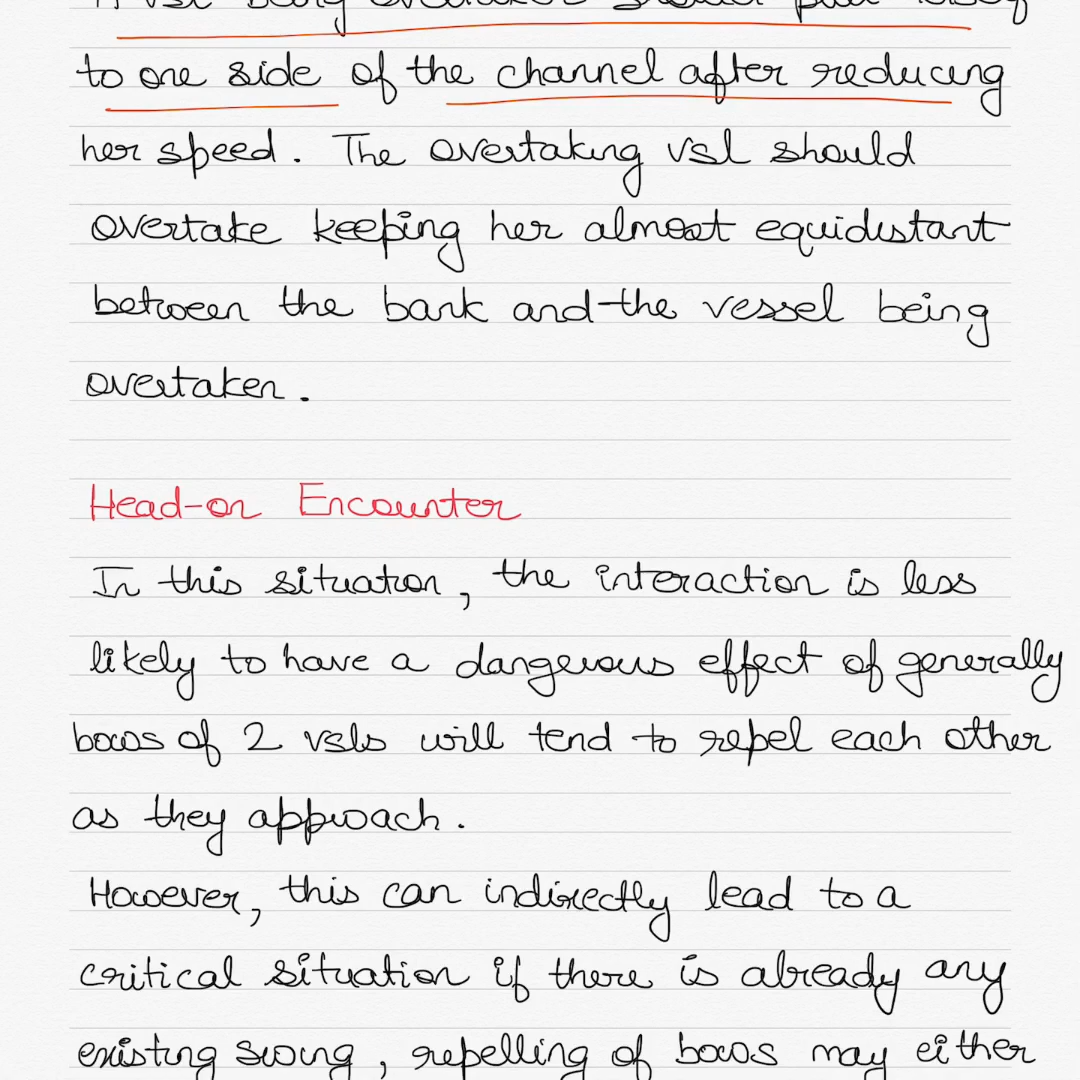 vsl being overtaken should
to one side of the channel after reducing
her speed. The overtaking vsl should
overtake keeping her almost equidistant
between the bank and the vessel being
overtaken.
Head-on Encounter
In this situation, the interaction is less
likely to have a dangerous effect of generally
bows of 2 vsls will tend to repel each other
as they approach.
However, this can indirectly lead to a
critical situation if there is already any
existing swing, repelling of bows may either